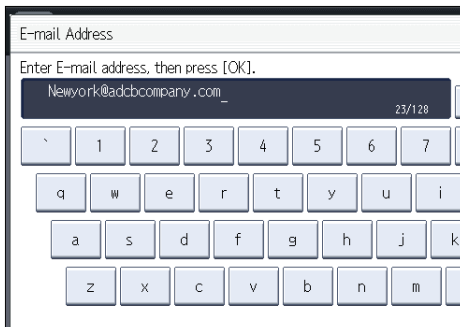 E-mail Address
Enter E-mail address, then press [OK].
Newyork@adcbcompany.com_
23/128
` 1 2 3 4 5 6 7
q w e r t y u i
a s d f g h j k
z x c v b n m